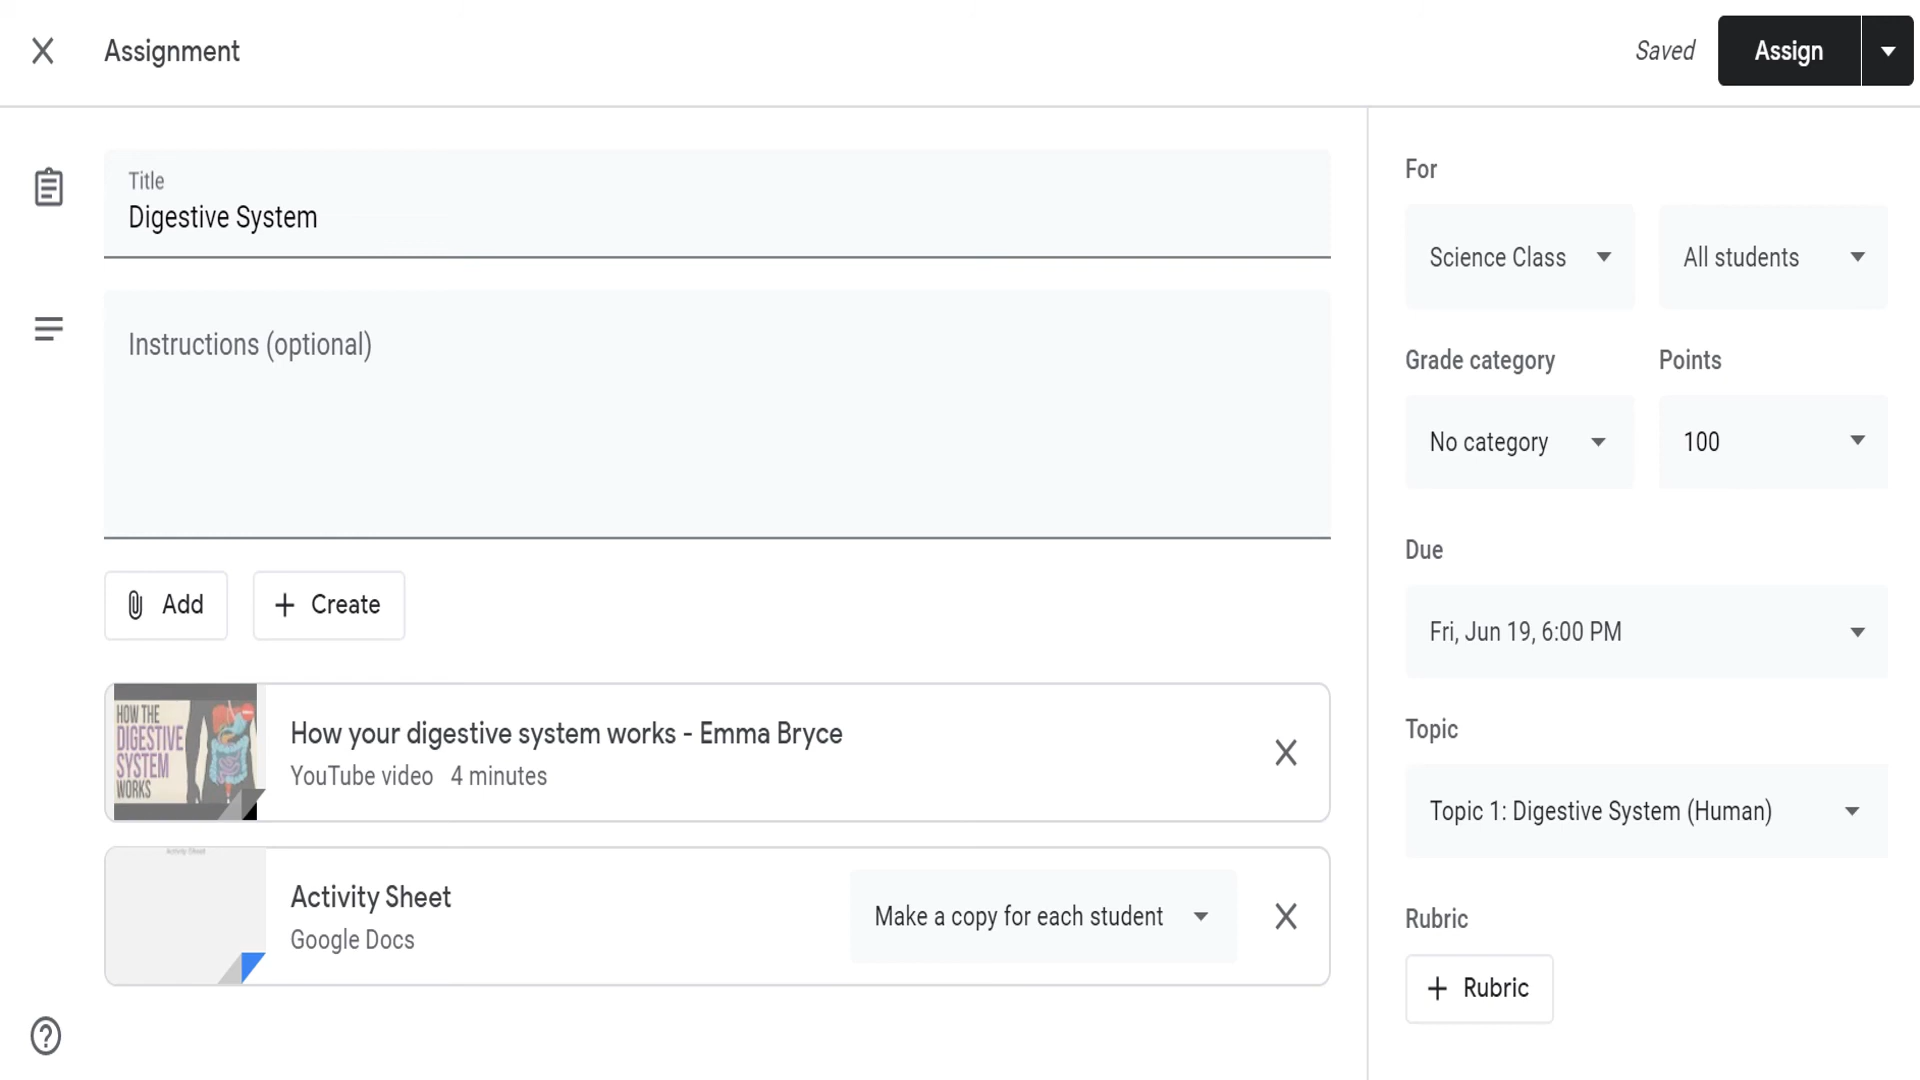 Assignment
Saved
Assign
Title
Digestive System
Instructions (optional)
Add
Create
HOW THE
DIGESTIVE
SYSTEM
WORKS
How your digestive system works - Emma Bryce
YouTube video 4 minutes
Activity Sheet
Activity Sheet
Google Docs
Make a copy for each student
For
Science Class
All students
Grade category
Points
No category
100
Due
Fri, Jun 19, 6:00 PM
Topic
Topic 1: Digestive System (Human)
Rubric
Rubric